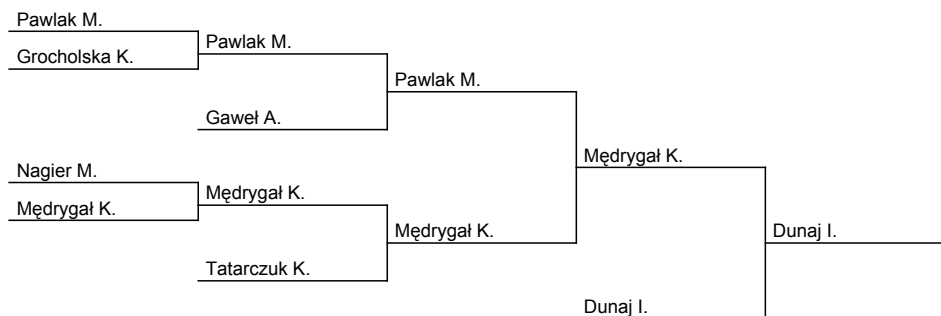 Pawlak M.
Grocholska K.
Pawlak M.
Pawlak M.
Gaweł A.
Mędrygał K.
Nagier M.
Mędrygał K.
Mędrygał K.
Mędrygał K.
Dunaj I.
Tatarczuk K.
Dunaj I.